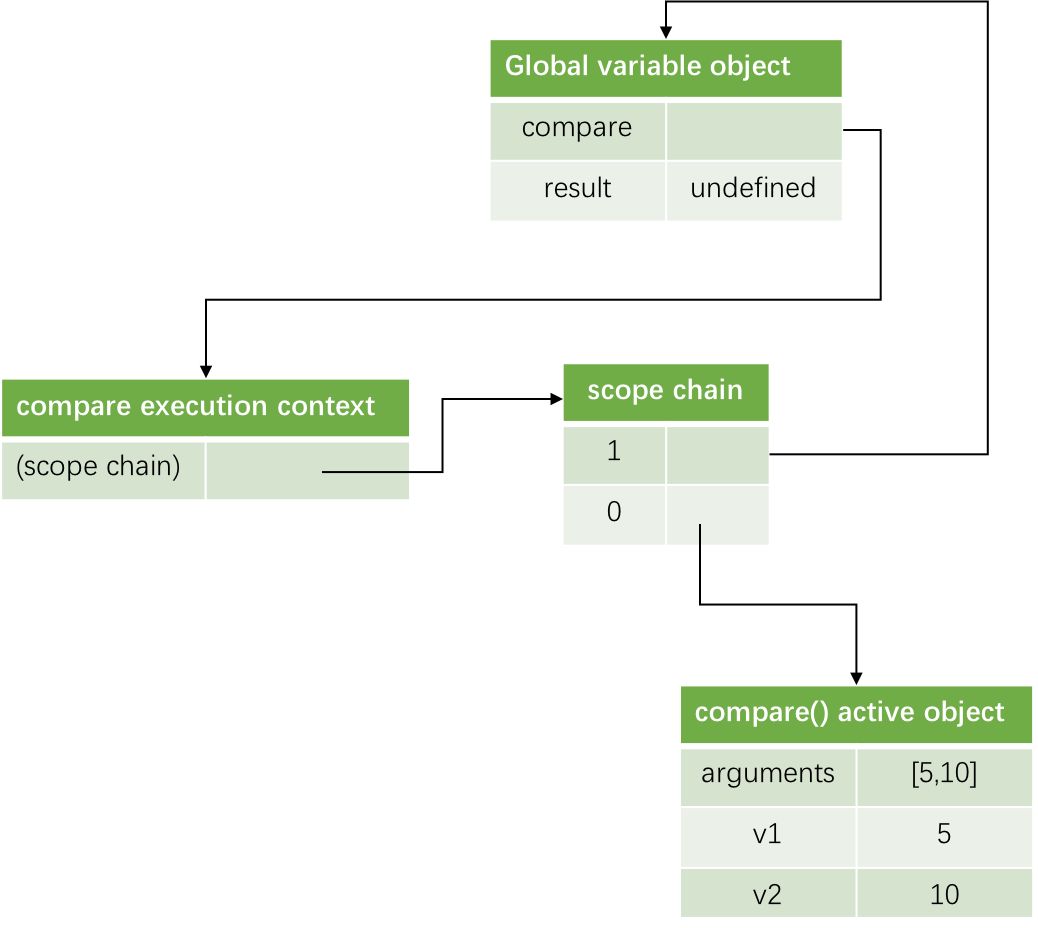 Global variable object
compare
result undefined
compare execution context
(scope chain)
scope chain
1
0
compare() active object
arguments [5,10]
v1 5
v2 10